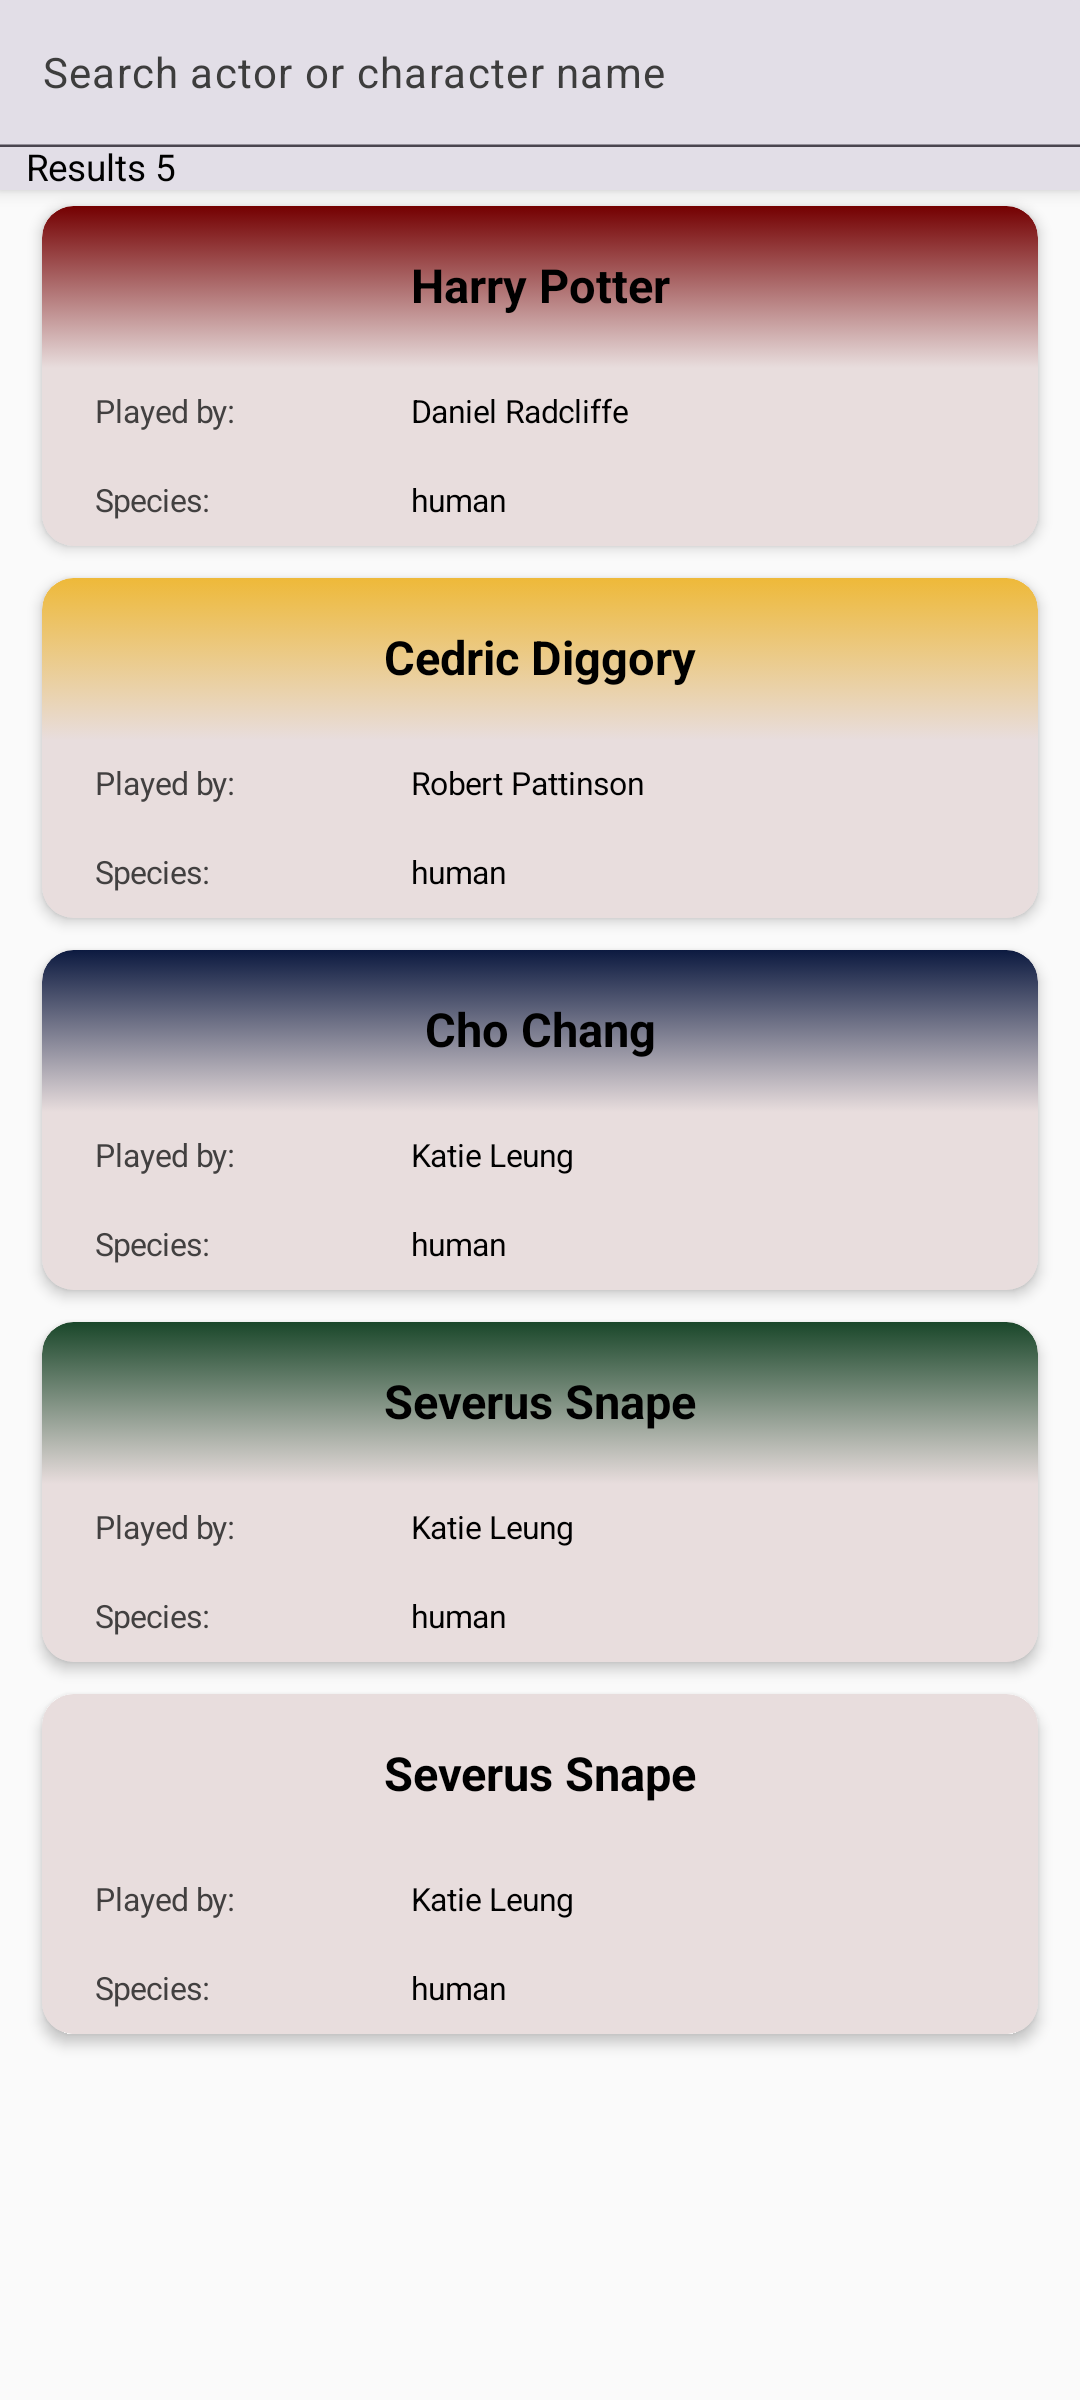 Search actor or character name
Results 5
Harry Potter
Played by: Daniel Radcliffe
Species: human
Cedric Diggory
Played by: Robert Pattinson
Species: human
Cho Chang
Played by: Katie Leung
Species: human
Severus Snape
Played by: Katie Leung
Species: human
Severus Snape
Played by: Katie Leung
Species: human